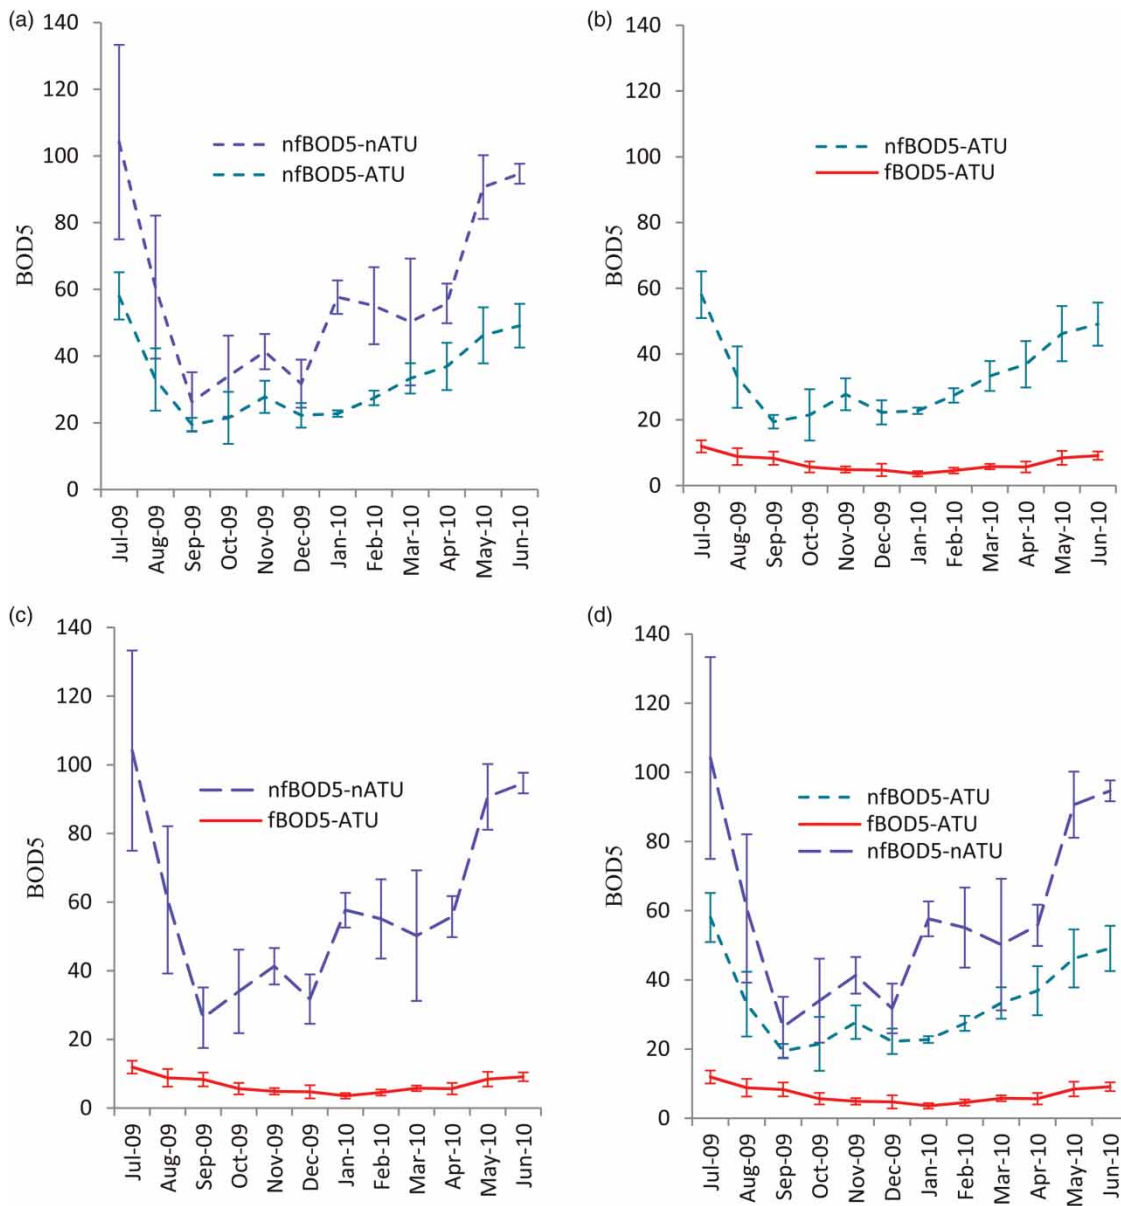 (a)
140
120
100
80
60
40
20
0
BOD5
nfBOD5-nATU
nfBOD5-ATU
Jul-09
Aug-09
Sep-09
Oct-09
Nov-09
Dec-09
Jan-10
Feb-10
Mar-10
Apr-10
May-10
Jun-10
(b)
140
120
100
80
60
40
20
0
BOD5
nfBOD5-ATU
fBOD5-ATU
Jul-09
Aug-09
Sep-09
Oct-09
Nov-09
Dec-09
Jan-10
Feb-10
Mar-10
Apr-10
May-10
Jun-10
(c)
140
120
100
80
60
40
20
0
BOD5
nfBOD5-nATU
fBOD5-ATU
Jul-09
Aug-09
Sep-09
Oct-09
Nov-09
Dec-09
Jan-10
Feb-10
Mar-10
Apr-10
May-10
Jun-10
(d)
140
120
100
80
60
40
20
0
BOD5
nfBOD5-ATU
fBOD5-ATU
nfBOD5-nATU
Jul-09
Aug-09
Sep-09
Oct-09
Nov-09
Dec-09
Jan-10
Feb-10
Mar-10
Apr-10
May-10
Jun-10